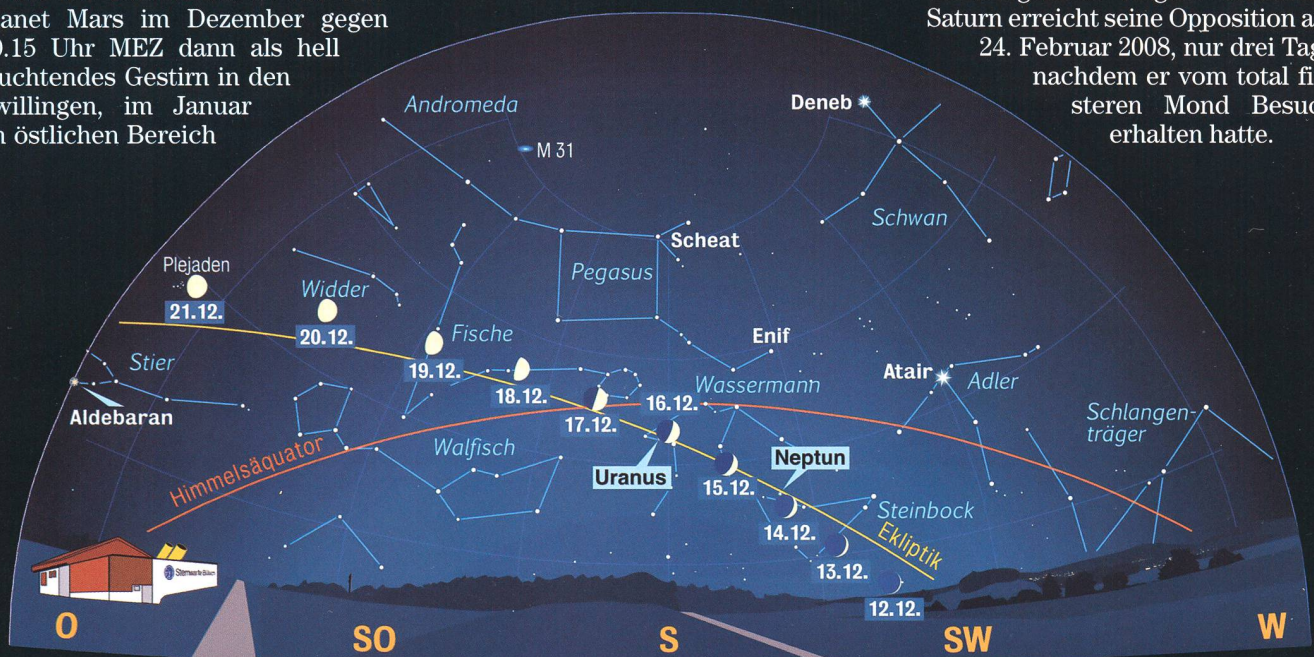 anet Mars im Dezember gegen
.15 Uhr MEZ dann als hell
uchtendes Gestirn in den
willingen, im Januar
östlichen Bereich
Saturn erreicht seine Opposition a
24. Februar 2008, nur drei Tag
nachdem er vom total fi
steren Mond Besuc
erhalten hatte.
Andromeda
M 31
Deneb
Schwan
Scheat
Pegasus
Plejaden
21.12.
Widder
20.12.
Fische
19.12.
18.12.
Enif
Wassermann
Atair
Adler
Stier
Aldebaran
17.12.
16.12.
Schlangen-
träger
Himmelsäquator
Walfisch
Uranus
Neptun
15.12.
14.12.
Steinbock
Ekliptik
13.12.
12.12.
Sternwarte Bülach
O
SO
S
SW
W